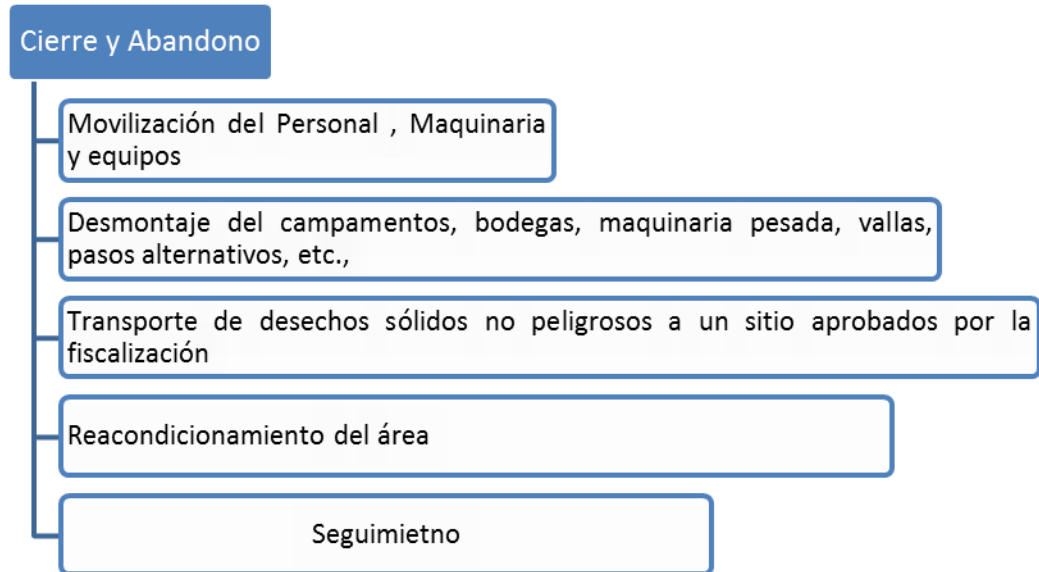 Cierre y Abandono
Movilización del Personal , Maquinaria
y equipos
Desmontaje del campamentos, bodegas, maquinaria pesada, vallas,
pasos alternativos, etc.,
Transporte de desechos sólidos no peligrosos a un sitio aprobados por la
fiscalización
Reacondicionamiento del área
Seguimietno